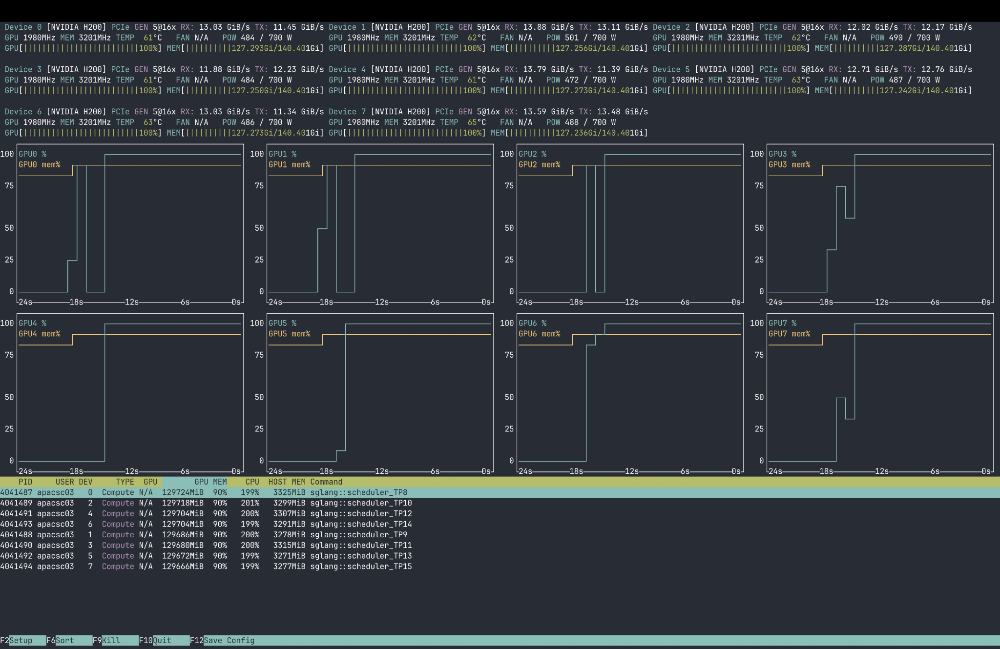 Device 0 [NVIDIA H200] PCIe GEN 5@16x RX: 13.03 GiB/s TX: 11.45 GiB/s Device 1 [NVIDIA H200] PCIe GEN 5@16x RX: 13.88 GiB/s TX: 13.11 GiB/s Device 2 [NVIDIA H200] PCIe GEN 5@16x RX: 12.02 GiB/s TX: 12.17 GiB/s
GPU 1980MHz MEM 3201MHz TEMP 61°C FAN N/A POW 484 / 700 W GPU 1980MHz MEM 3201MHz TEMP 62°C FAN N/A POW 501 / 700 W GPU 1980MHz MEM 3201MHz TEMP 62°C FAN N/A POW 490 / 700 W
GPU[|||||||||||||||||||||||||100%] MEM[||||||||||127.293Gi/140.401Gi] GPU[|||||||||||||||||||||||||100%] MEM[||||||||||127.256Gi/140.401Gi] GPU[|||||||||||||||||||||||||100%] MEM[||||||||||127.287Gi/140.401Gi]
Device 3 [NVIDIA H200] PCIe GEN 5@16x RX: 11.88 GiB/s TX: 12.23 GiB/s Device 4 [NVIDIA H200] PCIe GEN 5@16x RX: 13.79 GiB/s TX: 11.39 GiB/s Device 5 [NVIDIA H200] PCIe GEN 5@16x RX: 12.71 GiB/s TX: 12.76 GiB/s
GPU 1980MHz MEM 3201MHz TEMP 61°C FAN N/A POW 484 / 700 W GPU 1980MHz MEM 3201MHz TEMP 61°C FAN N/A POW 472 / 700 W GPU 1980MHz MEM 3201MHz TEMP 63°C FAN N/A POW 487 / 700 W
GPU[|||||||||||||||||||||||||100%] MEM[||||||||||127.250Gi/140.401Gi] GPU[|||||||||||||||||||||||||100%] MEM[||||||||||127.273Gi/140.401Gi] GPU[|||||||||||||||||||||||||100%] MEM[||||||||||127.242Gi/140.401Gi]
Device 6 [NVIDIA H200] PCIe GEN 5@16x RX: 13.03 GiB/s TX: 11.34 GiB/s Device 7 [NVIDIA H200] PCIe GEN 5@16x RX: 13.59 GiB/s TX: 13.48 GiB/s
GPU 1980MHz MEM 3201MHz TEMP 63°C FAN N/A POW 486 / 700 W GPU 1980MHz MEM 3201MHz TEMP 65°C FAN N/A POW 488 / 700 W
GPU[|||||||||||||||||||||||||100%] MEM[||||||||||127.273Gi/140.401Gi] GPU[|||||||||||||||||||||||||100%] MEM[||||||||||127.236Gi/140.401Gi]
100 GPU0 % 100 GPU1 % 100 GPU2 % 100 GPU3 %
GPU0 mem% GPU1 mem% GPU2 mem% GPU3 mem%
75 75 75 75
50 50 50 50
25 25 25 25
0 0 0 0
24s 18s 12s 6s 0s 24s 18s 12s 6s 0s 24s 18s 12s 6s 0s 24s 18s 12s 6s 0s
100 GPU4 % 100 GPU5 % 100 GPU6 % 100 GPU7 %
GPU4 mem% GPU5 mem% GPU6 mem% GPU7 mem%
75 75 75 75
50 50 50 50
25 25 25 25
0 0 0 0
24s 18s 12s 6s 0s 24s 18s 12s 6s 0s 24s 18s 12s 6s 0s 24s 18s 12s 6s 0s
PID USER DEV TYPE GPU GPU MEM CPU HOST MEM Command
4041487 apacsc03 0 Compute N/A 129724MiB 90% 199% 3325MiB sglang::scheduler_TP8
4041489 apacsc03 2 Compute N/A 129718MiB 90% 201% 3299MiB sglang::scheduler_TP10
4041491 apacsc03 4 Compute N/A 129704MiB 90% 200% 3307MiB sglang::scheduler_TP12
4041493 apacsc03 6 Compute N/A 129704MiB 90% 199% 3291MiB sglang::scheduler_TP14
4041488 apacsc03 1 Compute N/A 129686MiB 90% 200% 3278MiB sglang::scheduler_TP9
4041490 apacsc03 3 Compute N/A 129680MiB 90% 200% 3315MiB sglang::scheduler_TP11
4041492 apacsc03 5 Compute N/A 129672MiB 90% 199% 3271MiB sglang::scheduler_TP13
4041494 apacsc03 7 Compute N/A 129666MiB 90% 199% 3277MiB sglang::scheduler_TP15
F2Setup F6Sort F9Kill F10Quit F12Save Config